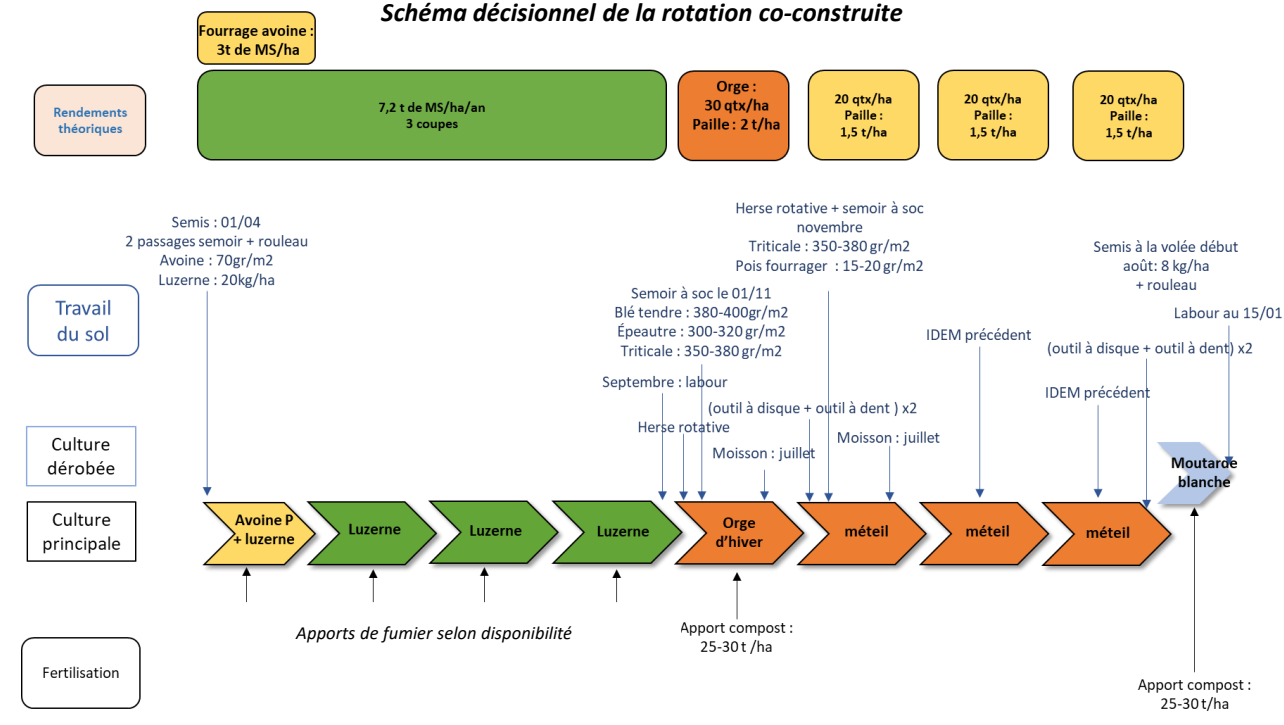 Schéma décisionnel de la rotation co-construite
Fourrage avoine :
3t de MS/ha
Rendements
théoriques
7,2 t de MS/ha/an
3 coupes
Orge :
30 qtx/ha
Paille : 2 t/ha
20 qtx/ha
Paille :
1,5 t/ha
20 qtx/ha
Paille :
1,5 t/ha
20 qtx/ha
Paille :
1,5 t/ha
Travail
du sol
Semis : 01/04
2 passages semoir + rouleau
Avoine : 70gr/m2
Luzerne : 20kg/ha
Semoir à soc le 01/11
Blé tendre : 380-400gr/m2
Épeautre : 300-320 gr/m2
Triticale : 350-380 gr/m2
Septembre : labour
Herse rotative
Moisson : juillet
Herse rotative + semoir à soc
novembre
Triticale : 350-380 gr/m2
Pois fourrager : 15-20 gr/m2
(outil à disque + outil à dent ) x2
Moisson : juillet
IDEM précédent
IDEM précédent
Semis à la volée début
août: 8 kg/ha
+ rouleau
Labour au 15/01
(outil à disque + outil à dent) x2
Culture
dérobée
Moutarde
blanche
Culture
principale
Avoine P
+ luzerne
Luzerne
Luzerne
Luzerne
Orge
d'hiver
méteil
méteil
méteil
Fertilisation
Apports de fumier selon disponibilité
Apport compost :
25-30 t /ha
Apport compost :
25-30 t/ha